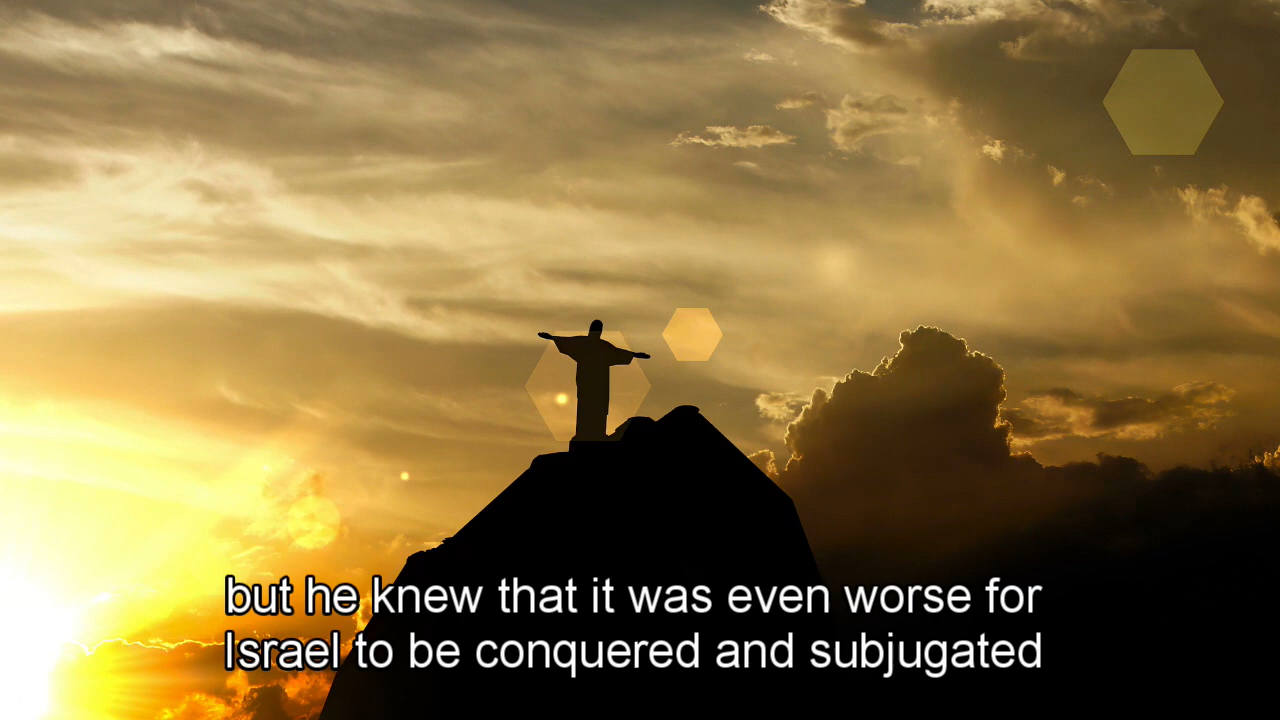 but he knew that it was even worse for
Israel to be conquered and subjugated